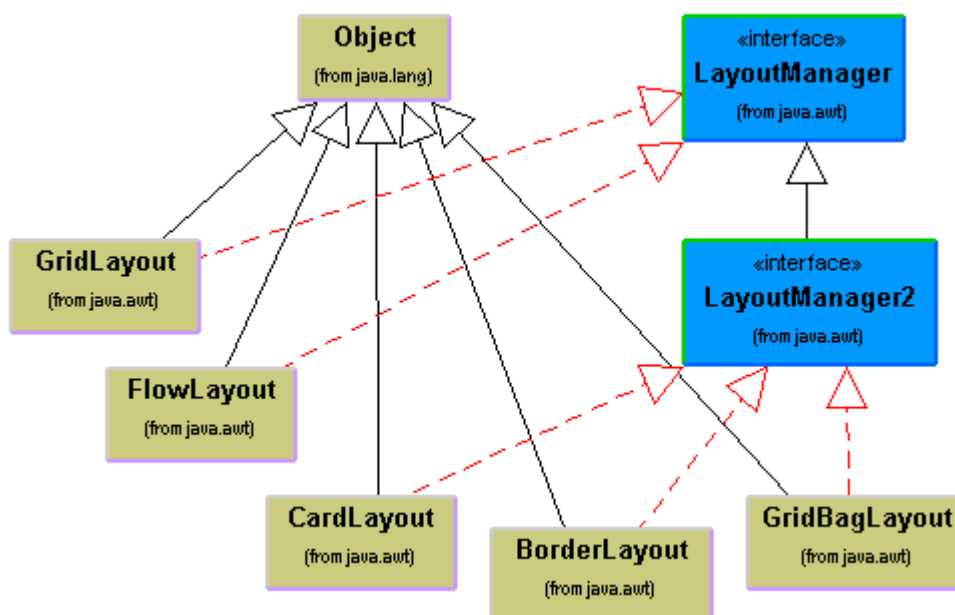 Object
(from java.lang)
«interface»
LayoutManager
(from java.awt)
GridLayout
(from java.awt)
«interface»
LayoutManager2
(from java.awt)
FlowLayout
(from java.awt)
CardLayout
(from java.awt)
BorderLayout
(from java.awt)
GridBagLayout
(from java.awt)